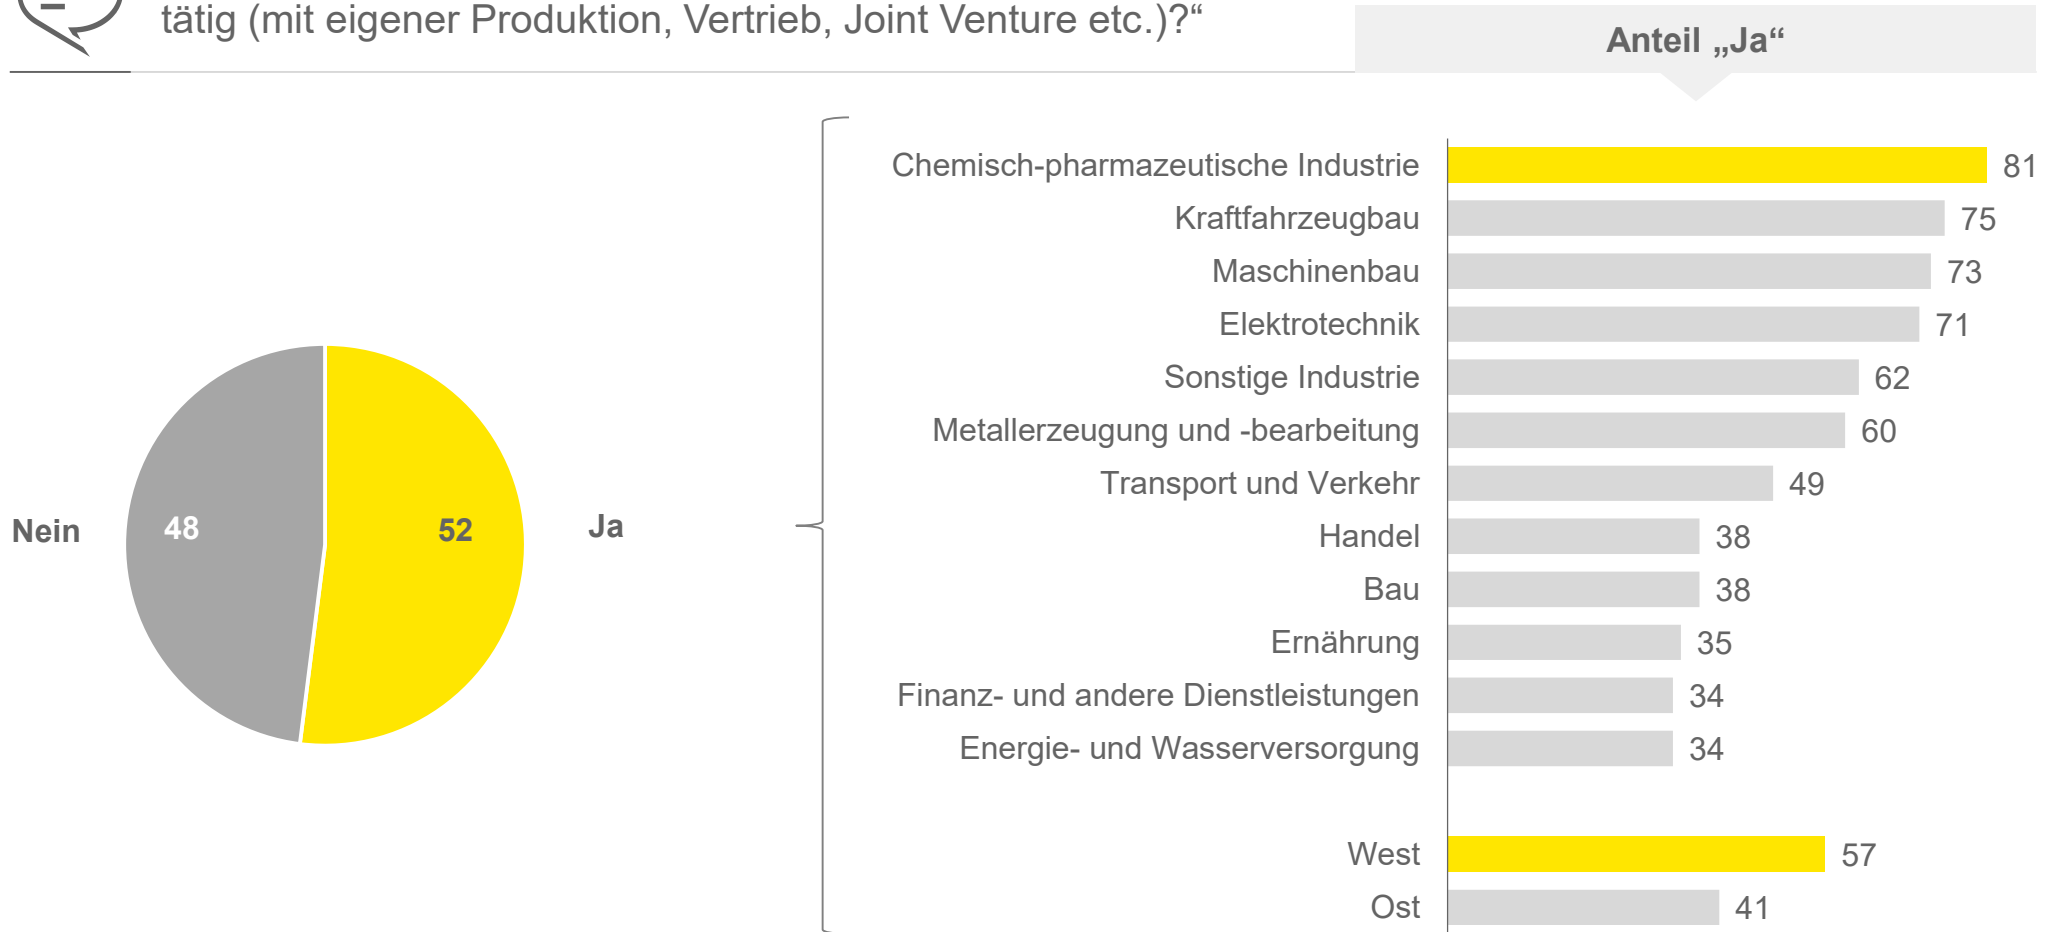 tätig (mit eigener Produktion, Vertrieb, Joint Venture etc.)?“
Anteil „Ja“
Nein
48
52
Ja
Chemisch-pharmazeutische Industrie 81
Kraftfahrzeugbau 75
Maschinenbau 73
Elektrotechnik 71
Sonstige Industrie 62
Metallerzeugung und -bearbeitung 60
Transport und Verkehr 49
Handel 38
Bau 38
Ernährung 35
Finanz- und andere Dienstleistungen 34
Energie- und Wasserversorgung 34
West 57
Ost 41